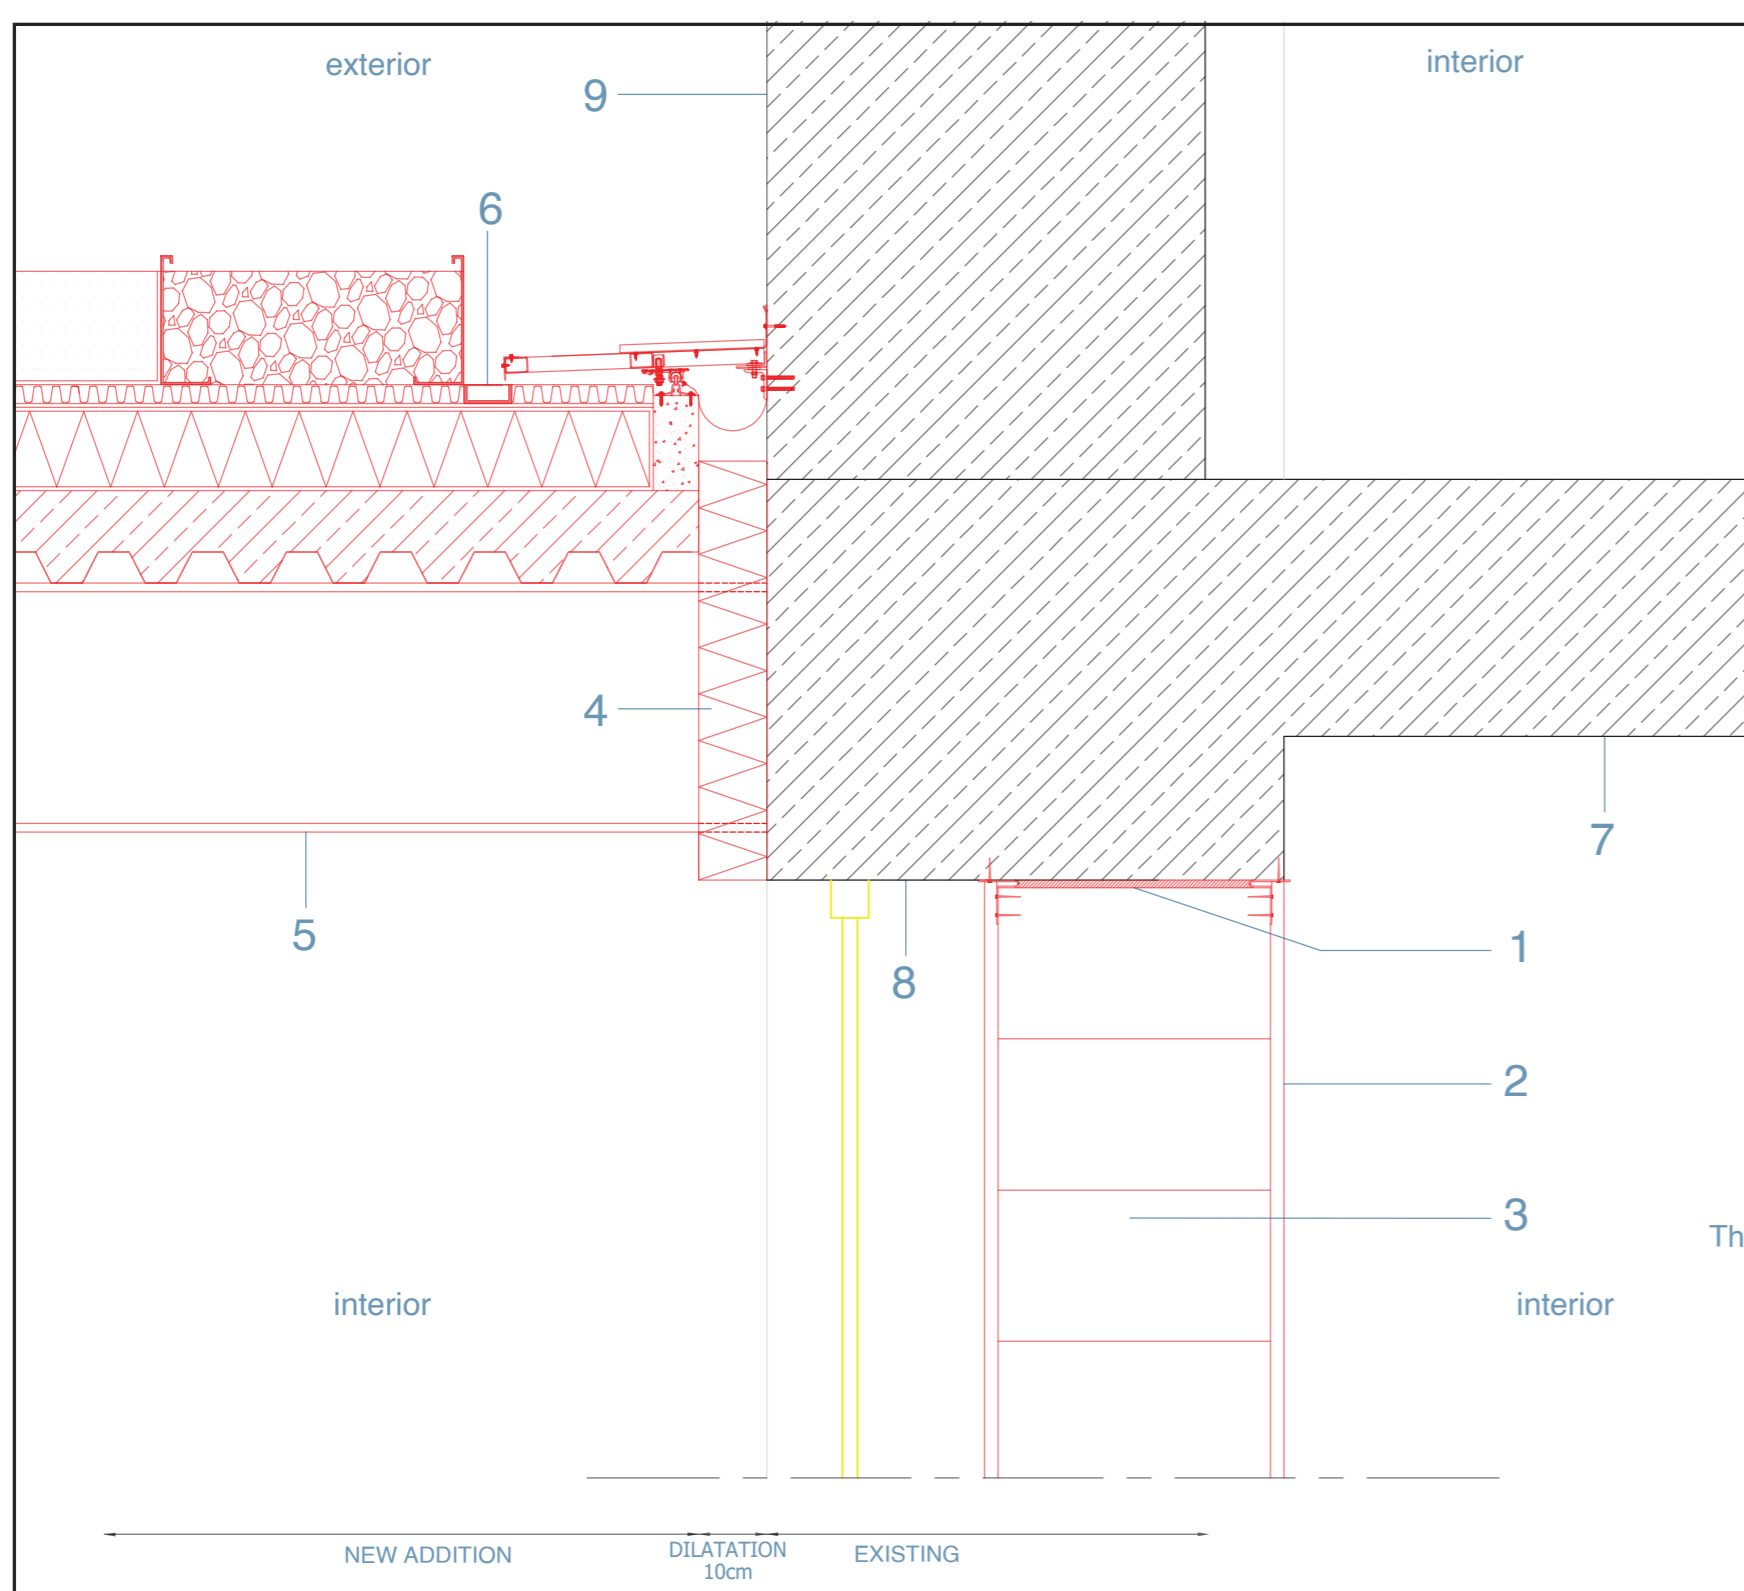 exterior
interior
9
6
4
7
5
1
8
2
3
Th
interior
interior
NEW ADDITION
DILATATION
10cm
EXISTING